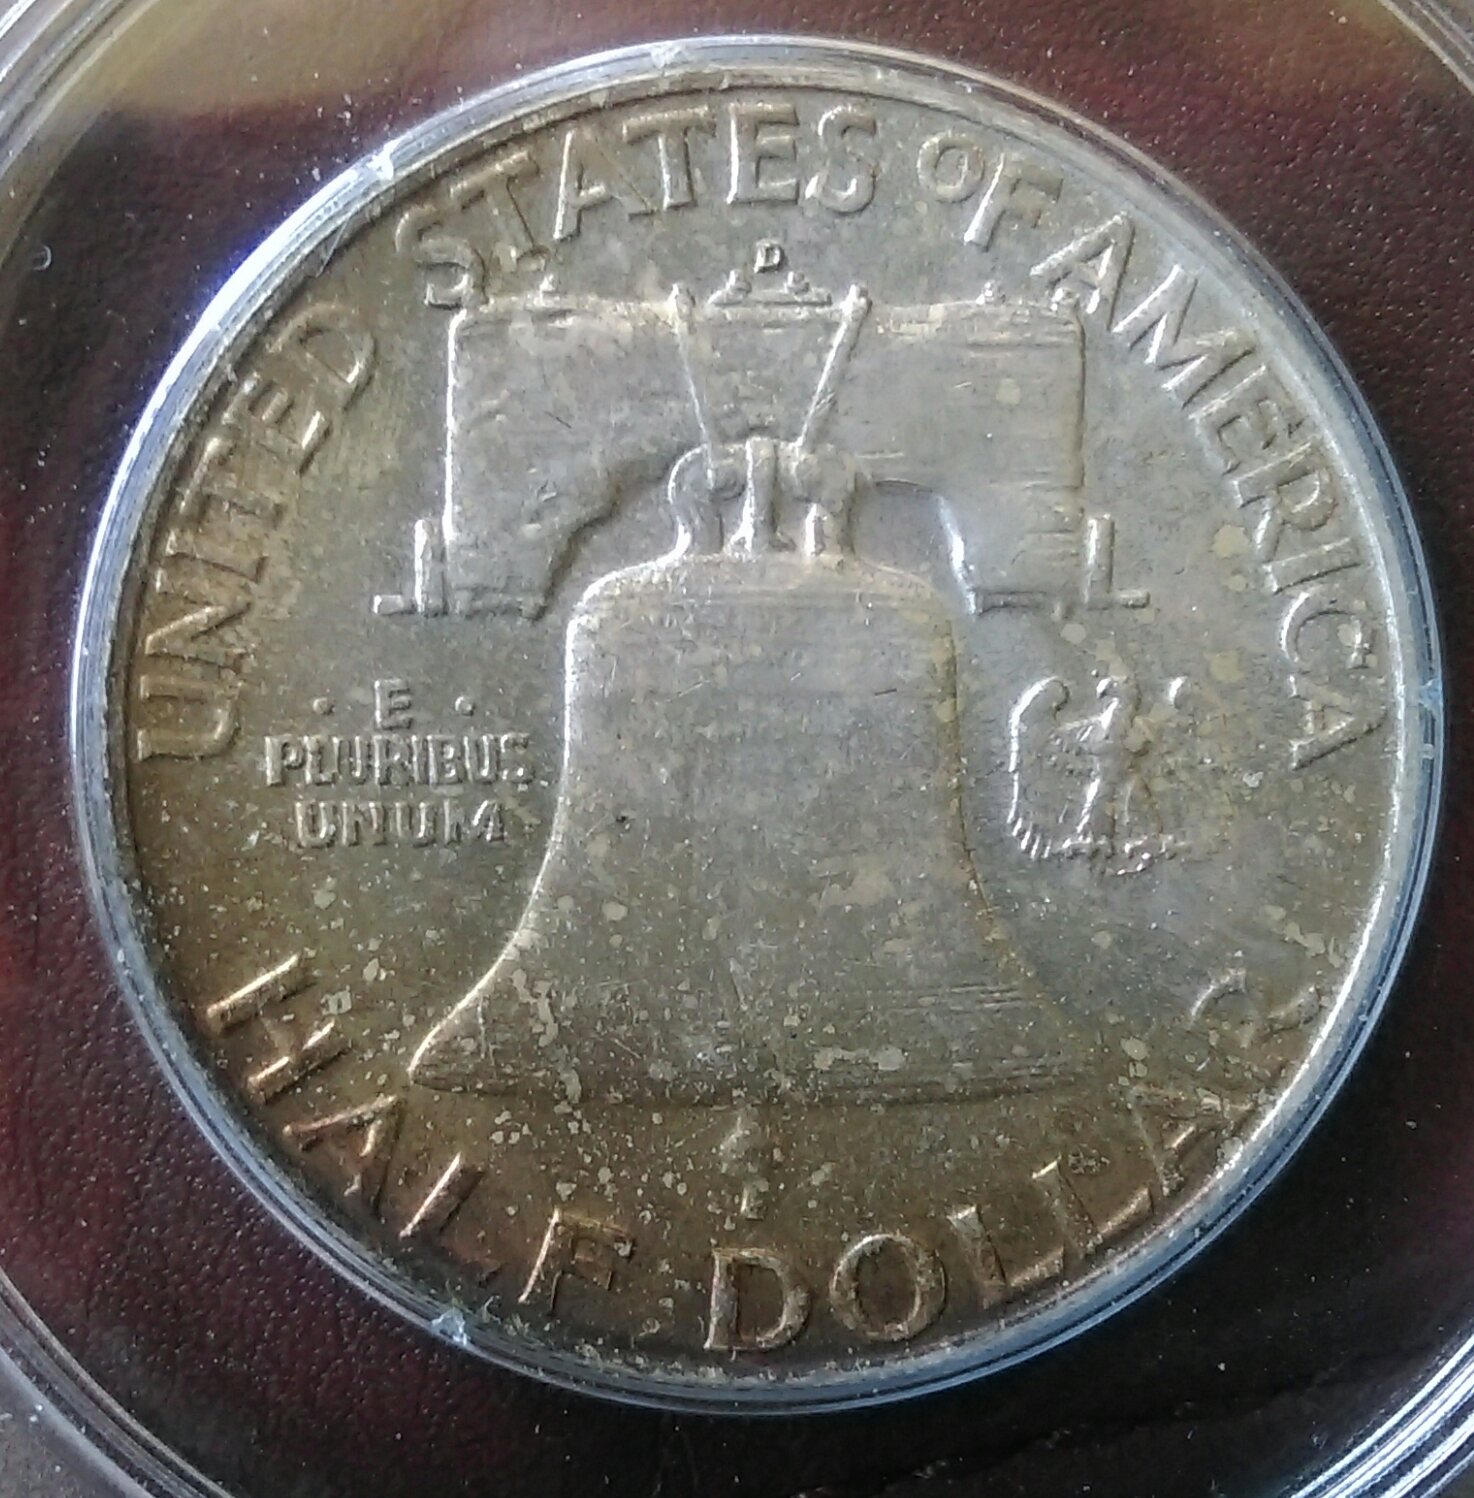 UNITED STATES OF AMERICA
D
· E ·
PLURIBUS
UNUM
HALF DOLLAR